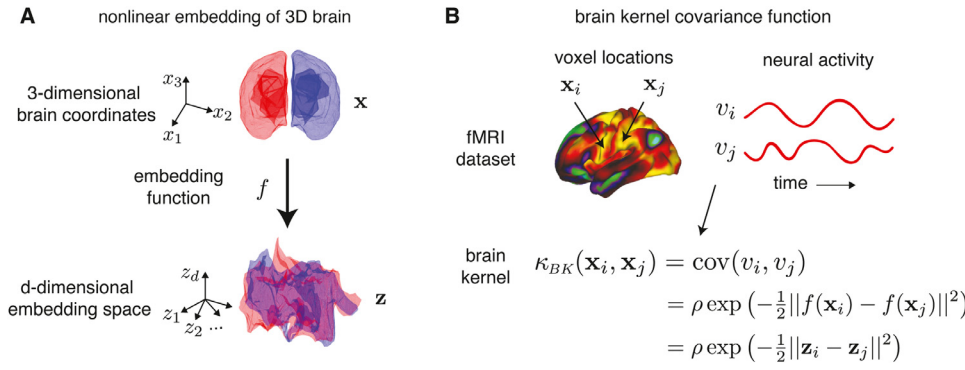 A nonlinear embedding of 3D brain
3-dimensional
brain coordinates
x₃
x₂
x₁
𝐱
embedding
function
f
d-dimensional
embedding space
z_d
z₁
z₂
...
𝐳
B brain kernel covariance function
voxel locations
𝐱ᵢ
𝐱ⱼ
neural activity
fMRI
dataset
vᵢ
vⱼ
time
brain
kernel
κ_BK(𝐱ᵢ, 𝐱ⱼ) = cov(vᵢ, vⱼ)
= ρ exp (−½||f(𝐱ᵢ) − f(𝐱ⱼ)||²)
= ρ exp (−½||𝐳ᵢ − 𝐳ⱼ||²)